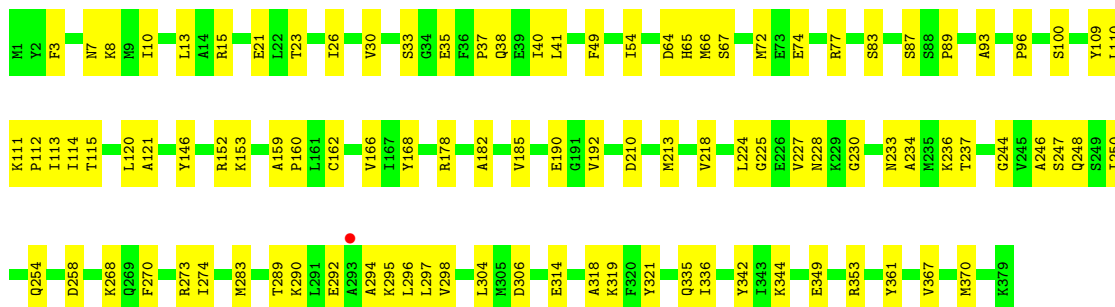 M1 Y2 F3 N7 K8 M9 I10 L13 A14 R15 E21 L22 T23 I26 V30 S33 G34 E35 F36 P37 Q38 E39 I40 L41 F49 I54 D64 H65 M66 S67 M72 E73 E74 R77 S83 S87 S88 P89 A93 P96 S100 Y109
K111 P112 I113 I114 T115 L120 A121 Y146 R152 K153 A159 P160 L161 C162 V166 I167 Y168 R178 A182 V185 E190 G191 V192 D210 M213 V218 L224 G225 E226 V227 N228 K229 G230 N233 A234 M235 K236 T237 G244 V245 A246 S247 Q248 S249
Q254 D258 K268 Q269 F270 R273 I274 M283 T289 K290 L291 E292 A293 A294 K295 L296 L297 V298 L304 M305 D306 E314 A318 K319 F320 Y321 Q335 I336 Y342 I343 K344 E349 R353 Y361 V367 M370 K379